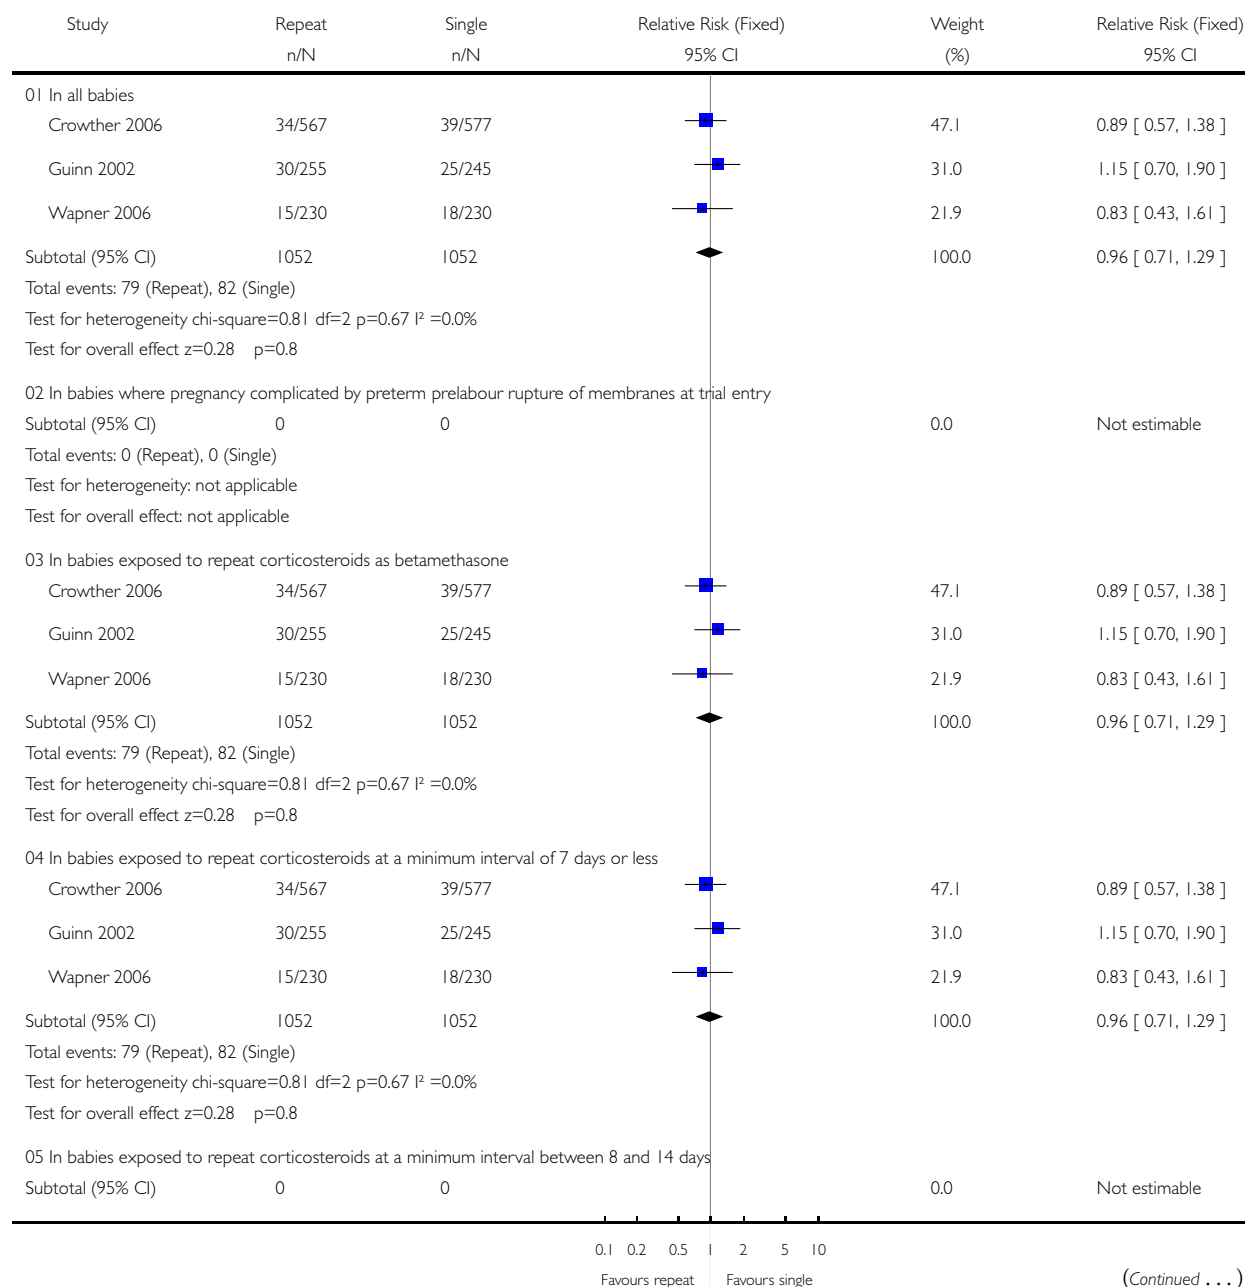 Study Repeat Single Relative Risk (Fixed) Weight Relative Risk (Fixed)
n/N n/N 95% CI (%) 95% CI
01 In all babies
Crowther 2006 34/567 39/577 47.1 0.89 [ 0.57, 1.38 ]
Guinn 2002 30/255 25/245 31.0 1.15 [ 0.70, 1.90 ]
Wapner 2006 15/230 18/230 21.9 0.83 [ 0.43, 1.61 ]
Subtotal (95% CI) 1052 1052 100.0 0.96 [ 0.71, 1.29 ]
Total events: 79 (Repeat), 82 (Single)
Test for heterogeneity chi-square=0.81 df=2 p=0.67 I² =0.0%
Test for overall effect z=0.28 p=0.8
02 In babies where pregnancy complicated by preterm prelabour rupture of membranes at trial entry
Subtotal (95% CI) 0 0 0.0 Not estimable
Total events: 0 (Repeat), 0 (Single)
Test for heterogeneity: not applicable
Test for overall effect: not applicable
03 In babies exposed to repeat corticosteroids as betamethasone
Crowther 2006 34/567 39/577 47.1 0.89 [ 0.57, 1.38 ]
Guinn 2002 30/255 25/245 31.0 1.15 [ 0.70, 1.90 ]
Wapner 2006 15/230 18/230 21.9 0.83 [ 0.43, 1.61 ]
Subtotal (95% CI) 1052 1052 100.0 0.96 [ 0.71, 1.29 ]
Total events: 79 (Repeat), 82 (Single)
Test for heterogeneity chi-square=0.81 df=2 p=0.67 I² =0.0%
Test for overall effect z=0.28 p=0.8
04 In babies exposed to repeat corticosteroids at a minimum interval of 7 days or less
Crowther 2006 34/567 39/577 47.1 0.89 [ 0.57, 1.38 ]
Guinn 2002 30/255 25/245 31.0 1.15 [ 0.70, 1.90 ]
Wapner 2006 15/230 18/230 21.9 0.83 [ 0.43, 1.61 ]
Subtotal (95% CI) 1052 1052 100.0 0.96 [ 0.71, 1.29 ]
Total events: 79 (Repeat), 82 (Single)
Test for heterogeneity chi-square=0.81 df=2 p=0.67 I² =0.0%
Test for overall effect z=0.28 p=0.8
05 In babies exposed to repeat corticosteroids at a minimum interval between 8 and 14 days
Subtotal (95% CI) 0 0 0.0 Not estimable
0.1 0.2 0.5 1 2 5 10
Favours repeat Favours single (Continued . . . )